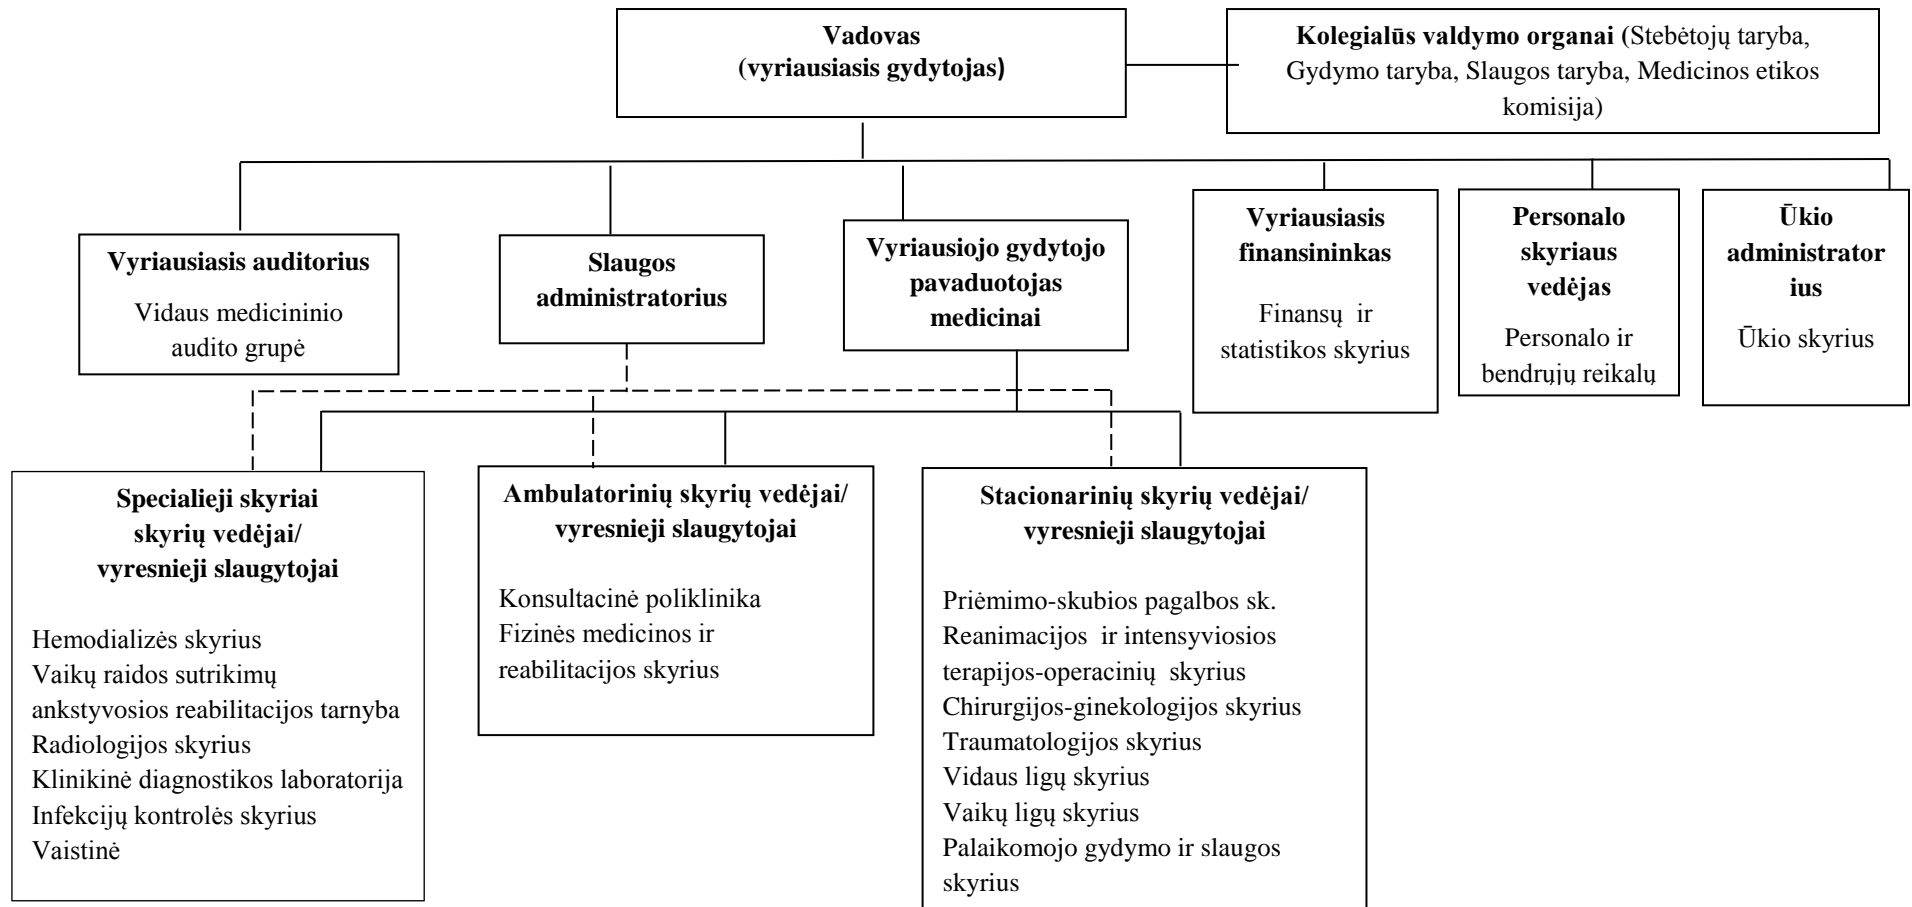 Vadovas
(vyriausiasis gydytojas)
Kolegialūs valdymo organai (Stebėtojų taryba,
Gydymo taryba, Slaugos taryba, Medicinos etikos
komisija)
Vyriausiasis auditorius
Vidaus medicininio
audito grupė
Slaugos
administratorius
Vyriausiojo gydytojo
pavaduotojas
medicinai
Vyriausiasis
finansininkas
Finansų ir
statistikos skyrius
Personalo
skyriaus
vedėjas
Personalo ir
bendrųjų reikalų
Ūkio
administrator
ius
Ūkio skyrius
Specialieji skyriai
skyrių vedėjai/
vyresnieji slaugytojai
Hemodializės skyrius
Vaikų raidos sutrikimų
ankstyvosios reabilitacijos tarnyba
Radiologijos skyrius
Klinikinė diagnostikos laboratorija
Infekcijų kontrolės skyrius
Vaistinė
Ambulatorinių skyrių vedėjai/
vyresnieji slaugytojai
Konsultacinė poliklinika
Fizinės medicinos ir
reabilitacijos skyrius
Stacionarinių skyrių vedėjai/
vyresnieji slaugytojai
Priėmimo-skubios pagalbos sk.
Reanimacijos ir intensyviosios
terapijos-operacinių skyrius
Chirurgijos-ginekologijos skyrius
Traumatologijos skyrius
Vidaus ligų skyrius
Vaikų ligų skyrius
Palaikomojo gydymo ir slaugos
skyrius